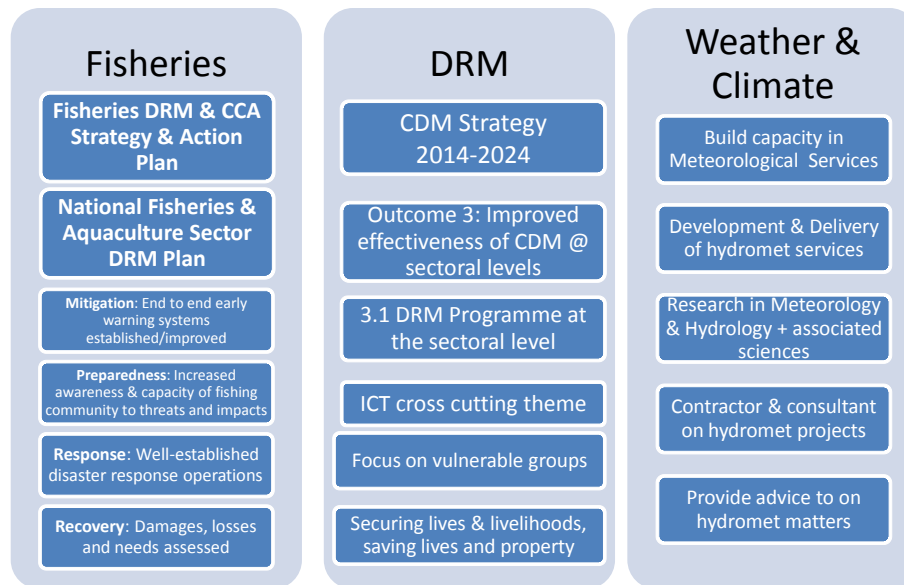 Fisheries
Fisheries DRM & CCA
Strategy & Action
Plan
National Fisheries &
Aquaculture Sector
DRM Plan
Mitigation: End to end early
warning systems
established/improved
Preparedness: Increased
awareness & capacity of fishing
community to threats and impacts
Response: Well-established
disaster response operations
Recovery: Damages, losses
and needs assessed
DRM
CDM Strategy
2014-2024
Outcome 3: Improved
effectiveness of CDM @
sectoral levels
3.1 DRM Programme at
the sectoral level
ICT cross cutting theme
Focus on vulnerable groups
Securing lives & livelihoods,
saving lives and property
Weather &
Climate
Build capacity in
Meteorological Services
Development & Delivery
of hydromet services
Research in Meteorology
& Hydrology + associated
sciences
Contractor & consultant
on hydromet projects
Provide advice to on
hydromet matters